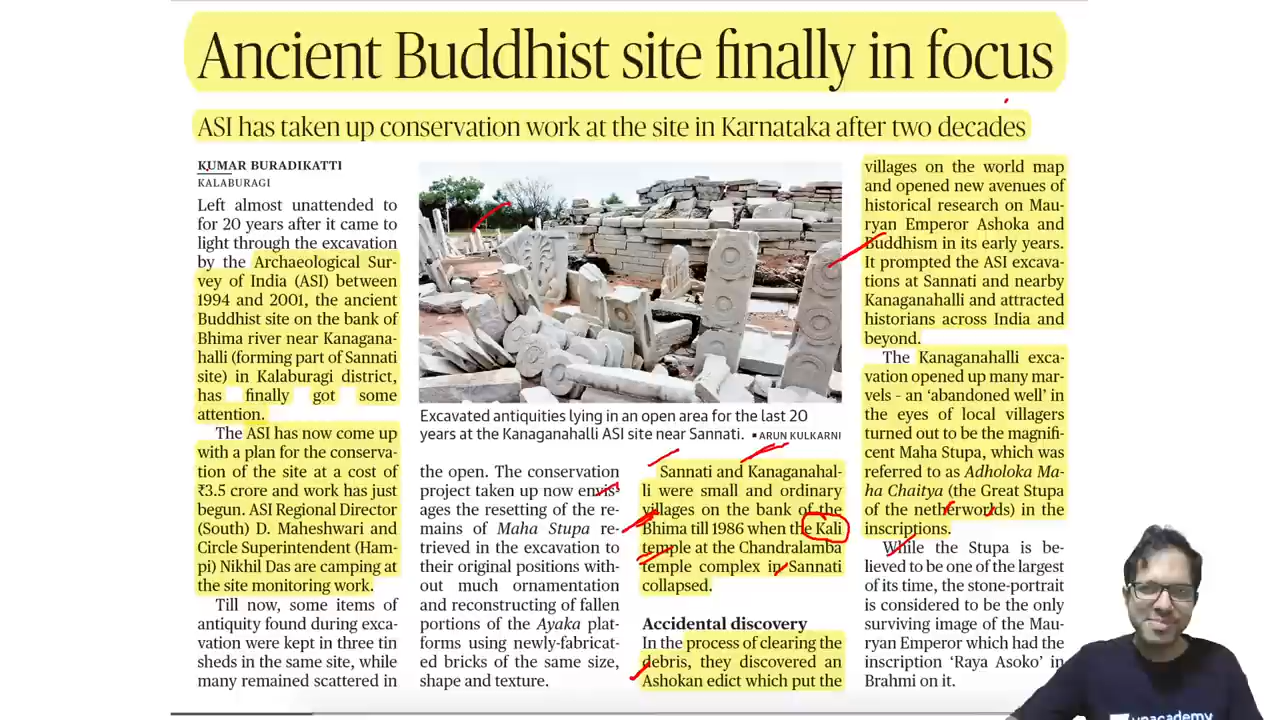 Ancient Buddhist site finally in focus
ASI has taken up conservation work at the site in Karnataka after two decades
KUMAR BURADIKATTI
KALABURAGI
Left almost unattended to
for 20 years after it came to
light through the excavation
by the Archaeological Sur-
vey of India (ASI) between
1994 and 2001, the ancient
Buddhist site on the bank of
Bhima river near Kanagana-
halli (forming part of Sannati
site) in Kalaburagi district,
has finally got some
attention.
The ASI has now come up
with a plan for the conserva-
tion of the site at a cost of
₹3.5 crore and work has just
begun. ASI Regional Director
(South) D. Maheshwari and
Circle Superintendent (Ham-
pi) Nikhil Das are camping at
the site monitoring work.
Till now, some items of
antiquity found during exca-
vation were kept in three tin
sheds in the same site, while
many remained scattered in
Excavated antiquities lying in an open area for the last 20
years at the Kanaganahalli ASI site near Sannati. ▪ ARUN KULKARNI
the open. The conservation
project taken up now envis-
ages the resetting of the re-
mains of Maha Stupa re-
trieved in the excavation to
their original positions with-
out much ornamentation
and reconstructing of fallen
portions of the Ayaka plat-
forms using newly-fabricat-
ed bricks of the same size,
shape and texture.
Sannati and Kanaganahal-
li were small and ordinary
villages on the bank of the
Bhima till 1986 when the Kali
temple at the Chandralamba
temple complex in Sannati
collapsed.
Accidental discovery
In the process of clearing the
debris, they discovered an
Ashokan edict which put the
villages on the world map
and opened new avenues of
historical research on Mau-
ryan Emperor Ashoka and
Buddhism in its early years.
It prompted the ASI excava-
tions at Sannati and nearby
Kanaganahalli and attracted
historians across India and
beyond.
The Kanaganahalli exca-
vation opened up many mar-
vels - an 'abandoned well' in
the eyes of local villagers
turned out to be the magnifi-
cent Maha Stupa, which was
referred to as Adholoka Ma-
ha Chaitya (the Great Stupa
of the netherworlds) in the
inscriptions.
While the Stupa is be-
lieved to be one of the largest
of its time, the stone-portrait
is considered to be the only
surviving image of the Mau-
ryan Emperor which had the
inscription 'Raya Asoko' in
Brahmi on it.
unacademy